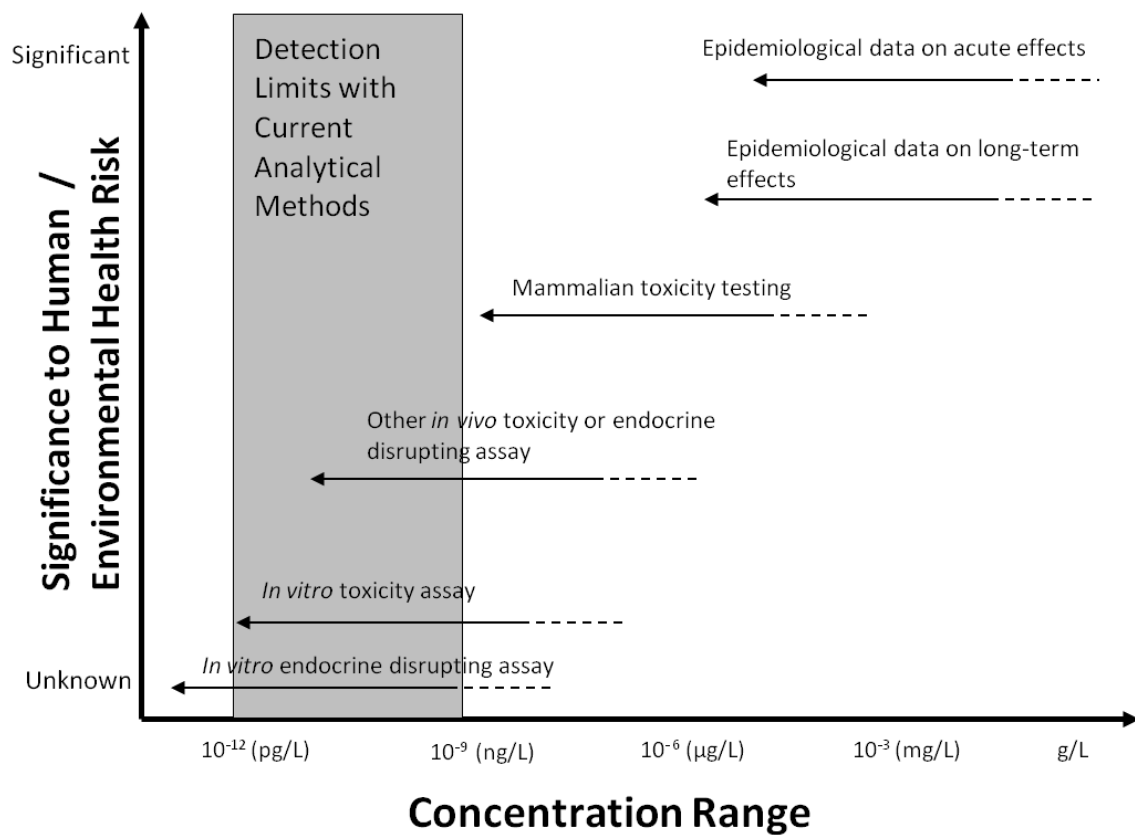 Significant
Detection
Limits with
Current
Analytical
Methods
Epidemiological data on acute effects
Epidemiological data on long-term
effects
Mammalian toxicity testing
Other in vivo toxicity or endocrine
disrupting assay
In vitro toxicity assay
In vitro endocrine disrupting assay
Unknown
Significance to Human /
Environmental Health Risk
10⁻¹² (pg/L)
10⁻⁹ (ng/L)
10⁻⁶ (µg/L)
10⁻³ (mg/L)
g/L
Concentration Range